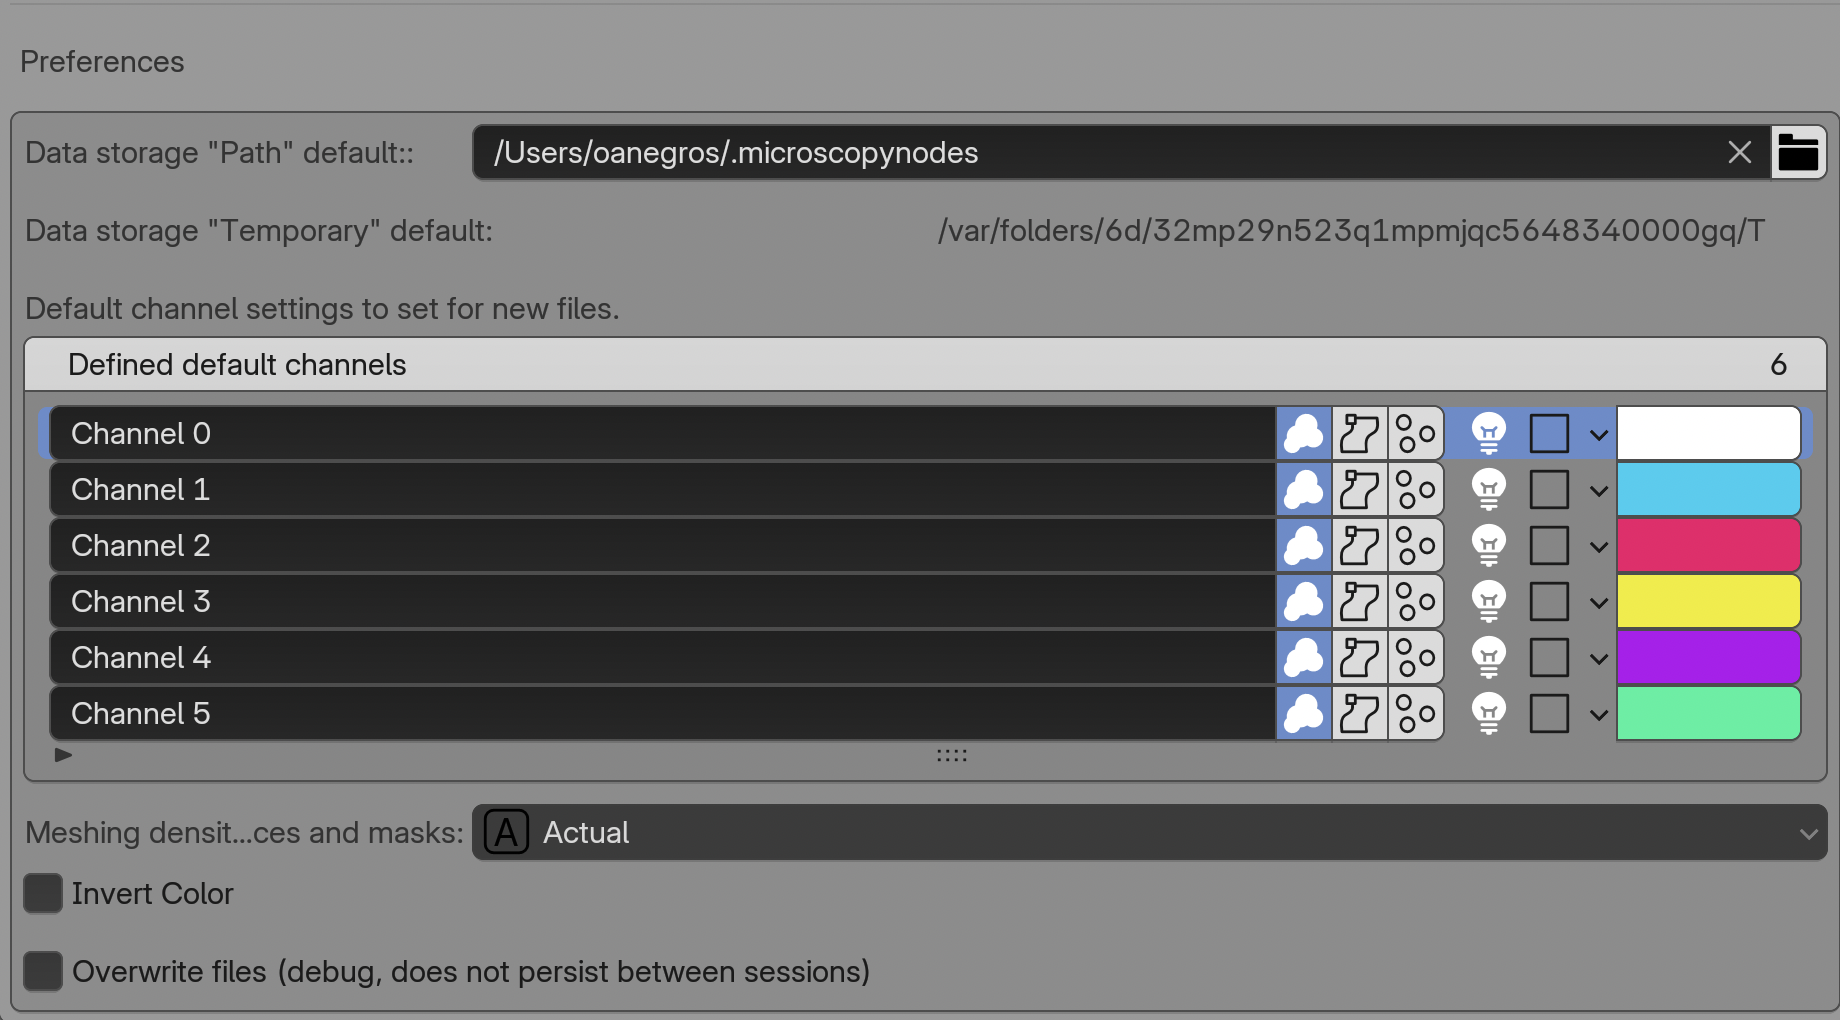 Preferences
Data storage "Path" default:: /Users/oanegros/.microscopynodes
Data storage "Temporary" default: /var/folders/6d/32mp29n523q1mpmjqc5648340000gq/T
Default channel settings to set for new files.
Defined default channels 6
Channel 0
Channel 1
Channel 2
Channel 3
Channel 4
Channel 5
Meshing densit...ces and masks: A Actual
Invert Color
Overwrite files (debug, does not persist between sessions)